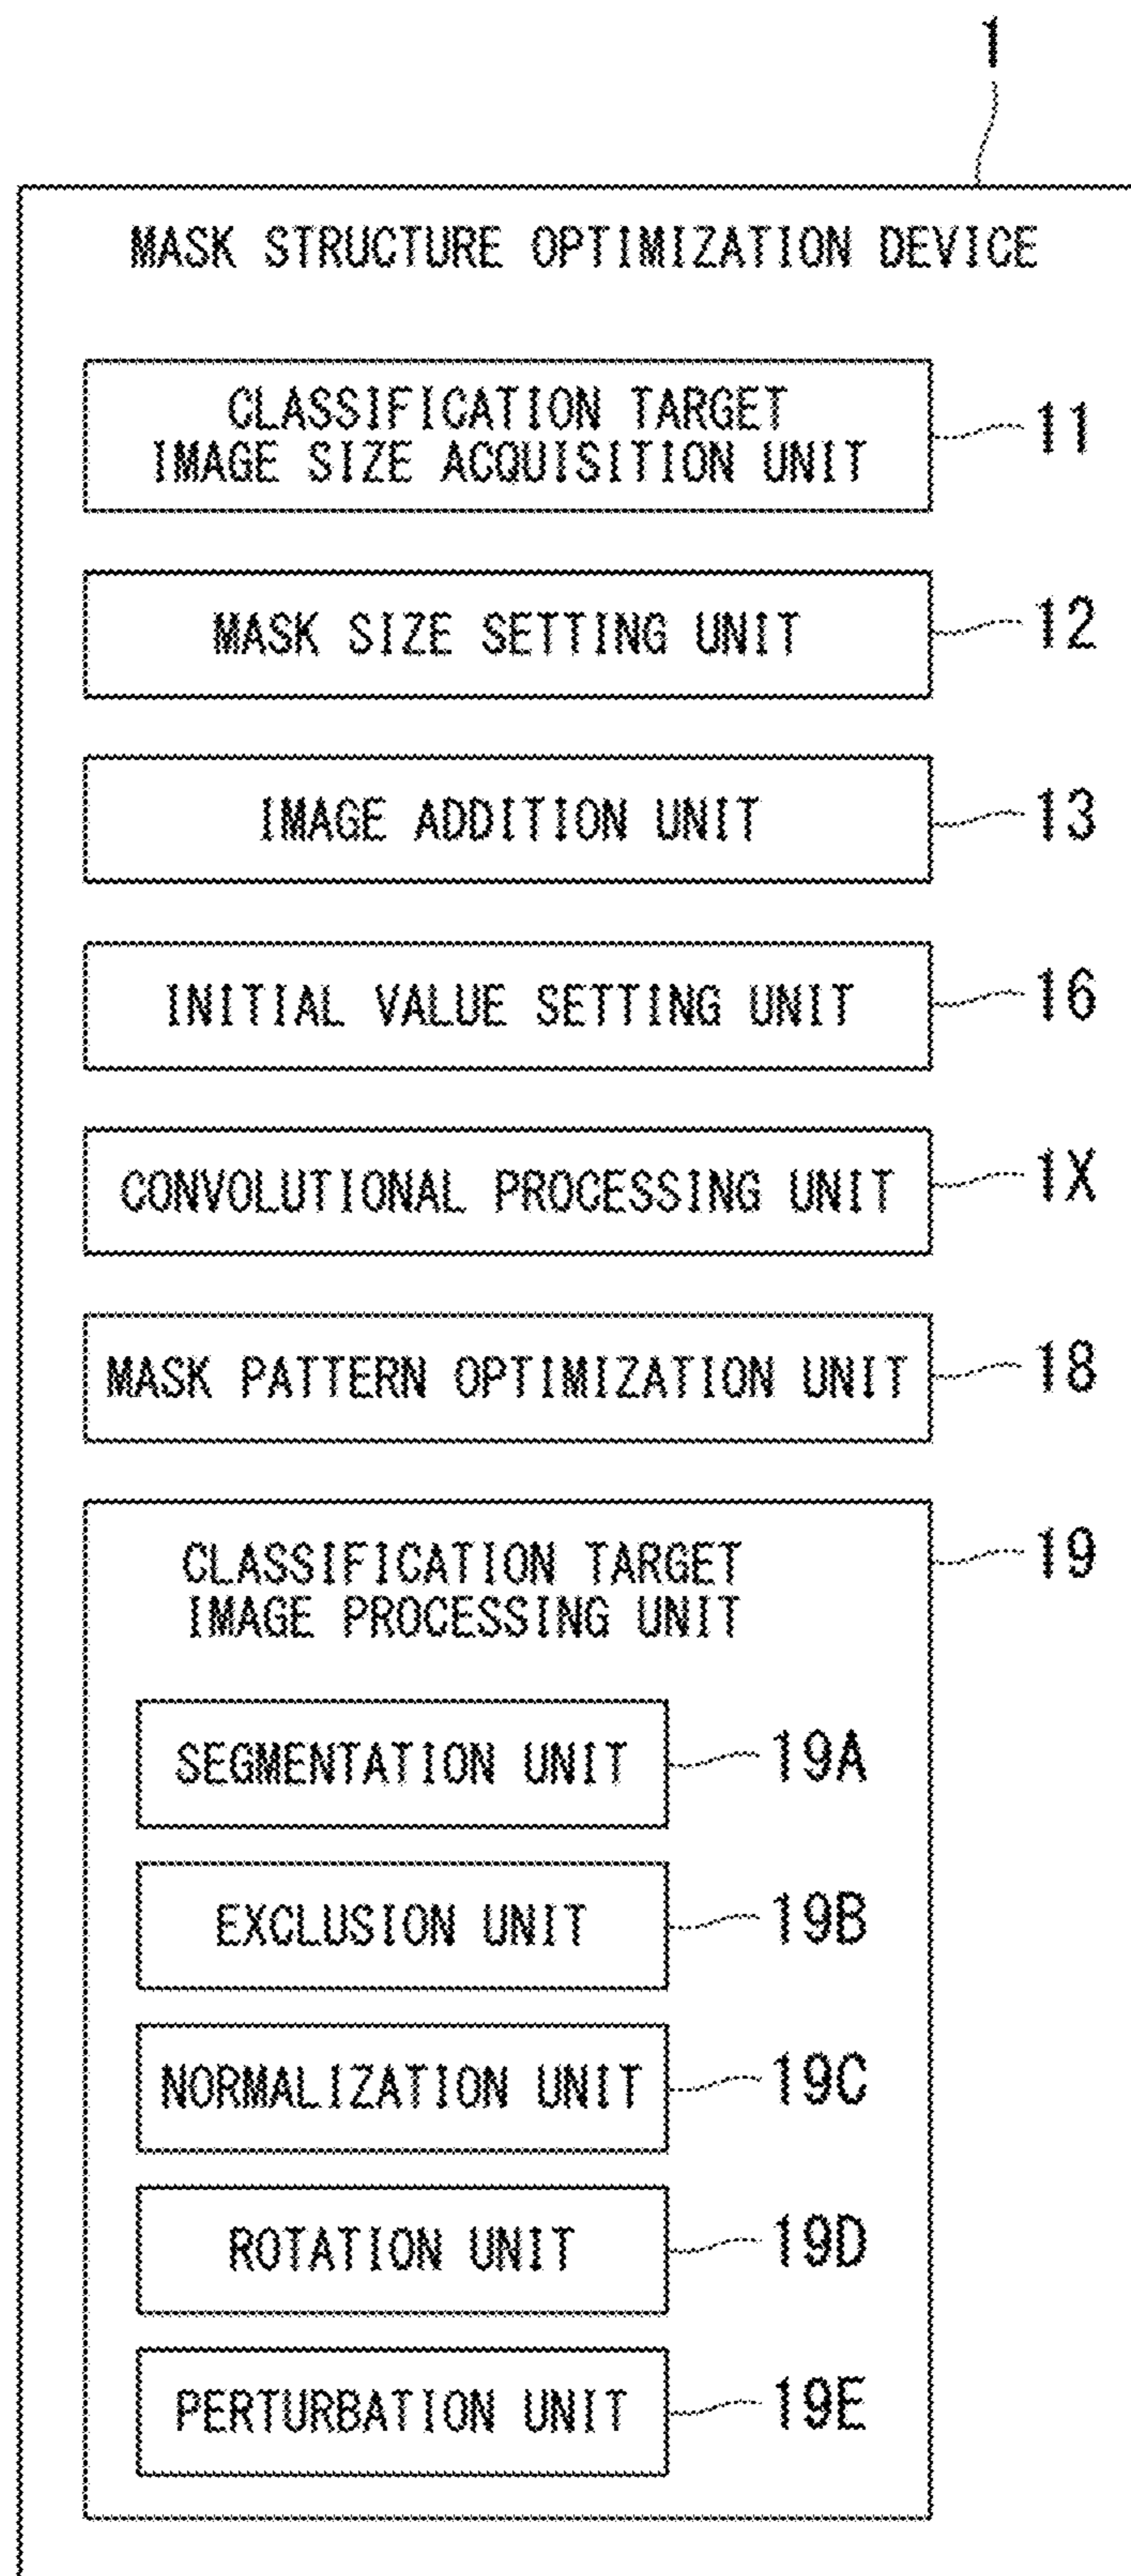 1
MASK STRUCTURE OPTIMIZATION DEVICE
CLASSIFICATION TARGET
IMAGE SIZE ACQUISITION UNIT
11
MASK SIZE SETTING UNIT
12
IMAGE ADDITION UNIT
13
INITIAL VALUE SETTING UNIT
16
CONVOLUTIONAL PROCESSING UNIT
1X
MASK PATTERN OPTIMIZATION UNIT
18
CLASSIFICATION TARGET
IMAGE PROCESSING UNIT
19
SEGMENTATION UNIT
19A
EXCLUSION UNIT
19B
NORMALIZATION UNIT
19C
ROTATION UNIT
19D
PERTURBATION UNIT
19E